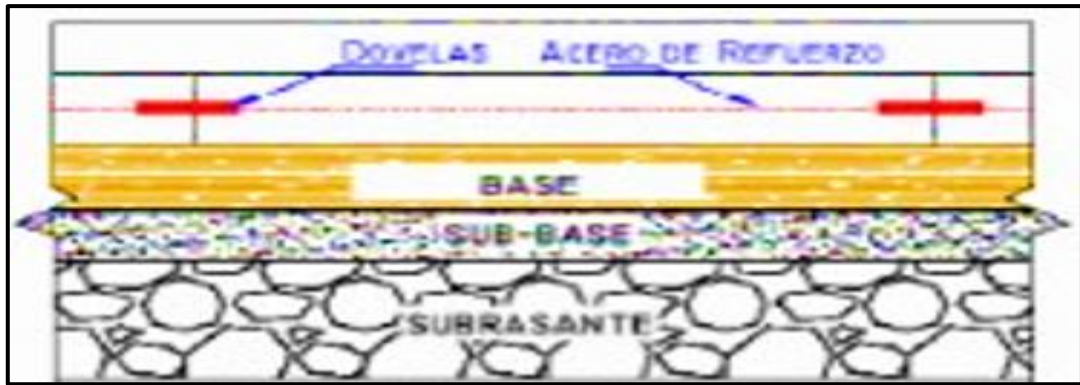 DOVELAS ACERO DE REFUERZO
BASE
SUB-BASE
SUBRASANTE